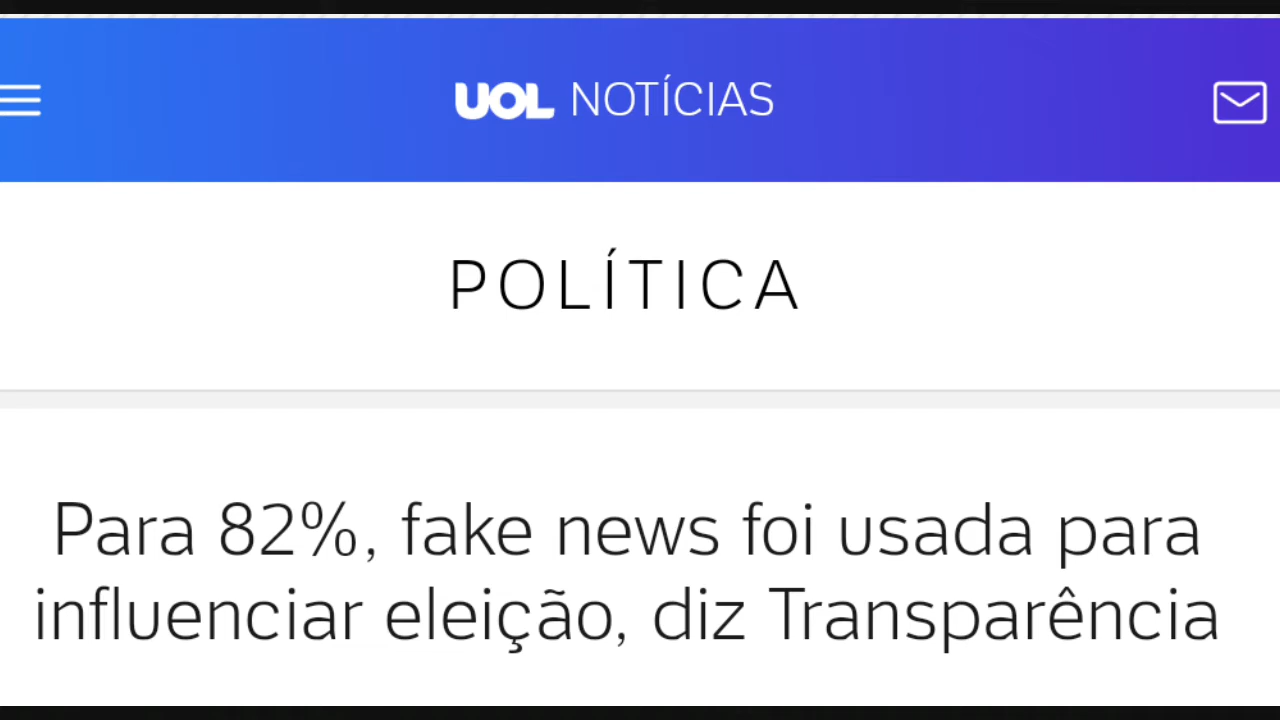 UOL NOTÍCIAS
POLÍTICA
Para 82%, fake news foi usada para
influenciar eleição, diz Transparência